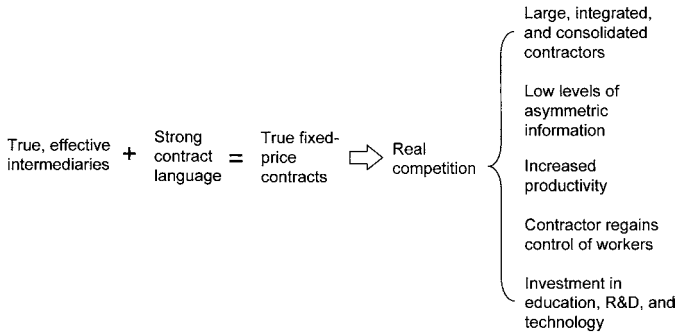 True, effective
intermediaries
+
Strong
contract
language
=
True fixed-
price
contracts
Real
competition
Large, integrated,
and consolidated
contractors
Low levels of
asymmetric
information
Increased
productivity
Contractor regains
control of workers
Investment in
education, R&D, and
technology